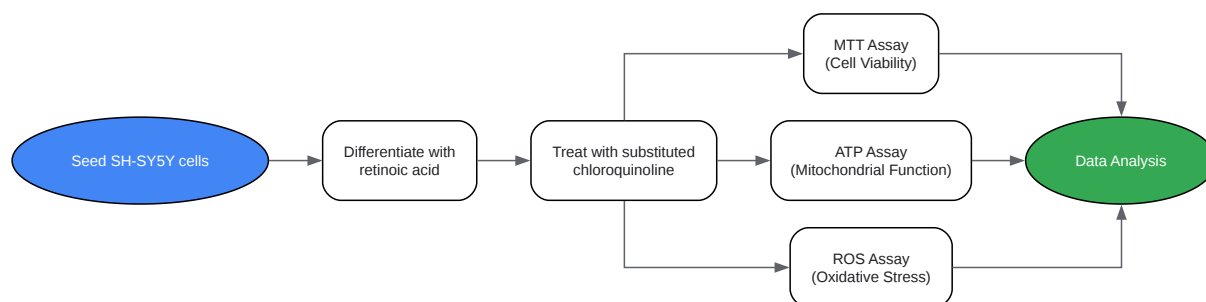 Seed SH-SY5Y cells
Differentiate with
retinoic acid
Treat with substituted
chloroquinoline
MTT Assay
(Cell Viability)
ATP Assay
(Mitochondrial Function)
ROS Assay
(Oxidative Stress)
Data Analysis